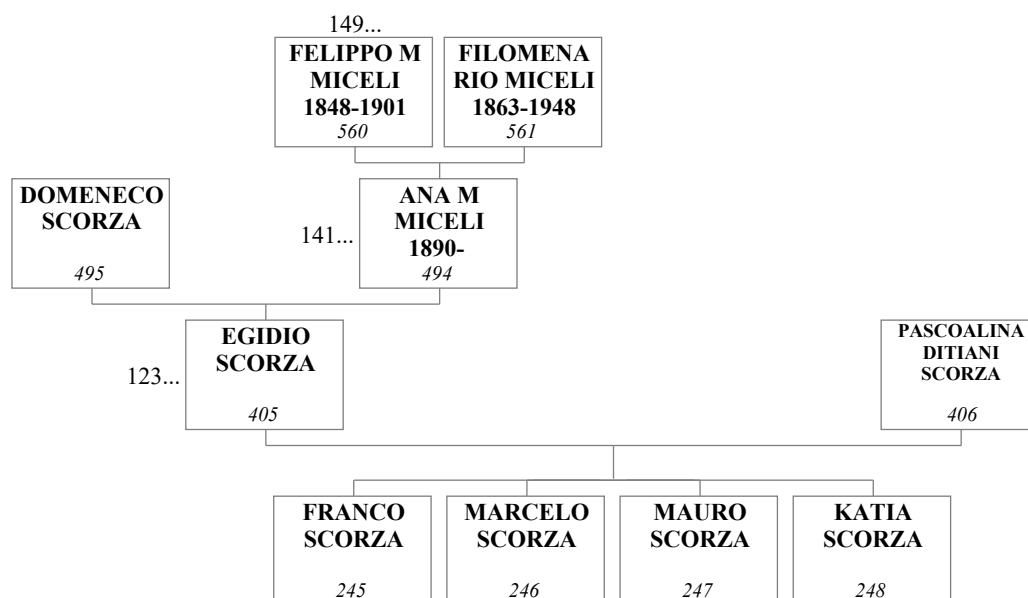 149...
FELIPPO M
MICELI
1848-1901
560
FILOMENA
RIO MICELI
1863-1948
561
DOMENECO
SCORZA
495
141...
ANA M
MICELI
1890-
494
123...
EGIDIO
SCORZA
405
PASCOALINA
DITIANI
SCORZA
406
FRANCO
SCORZA
245
MARCELO
SCORZA
246
MAURO
SCORZA
247
KATIA
SCORZA
248